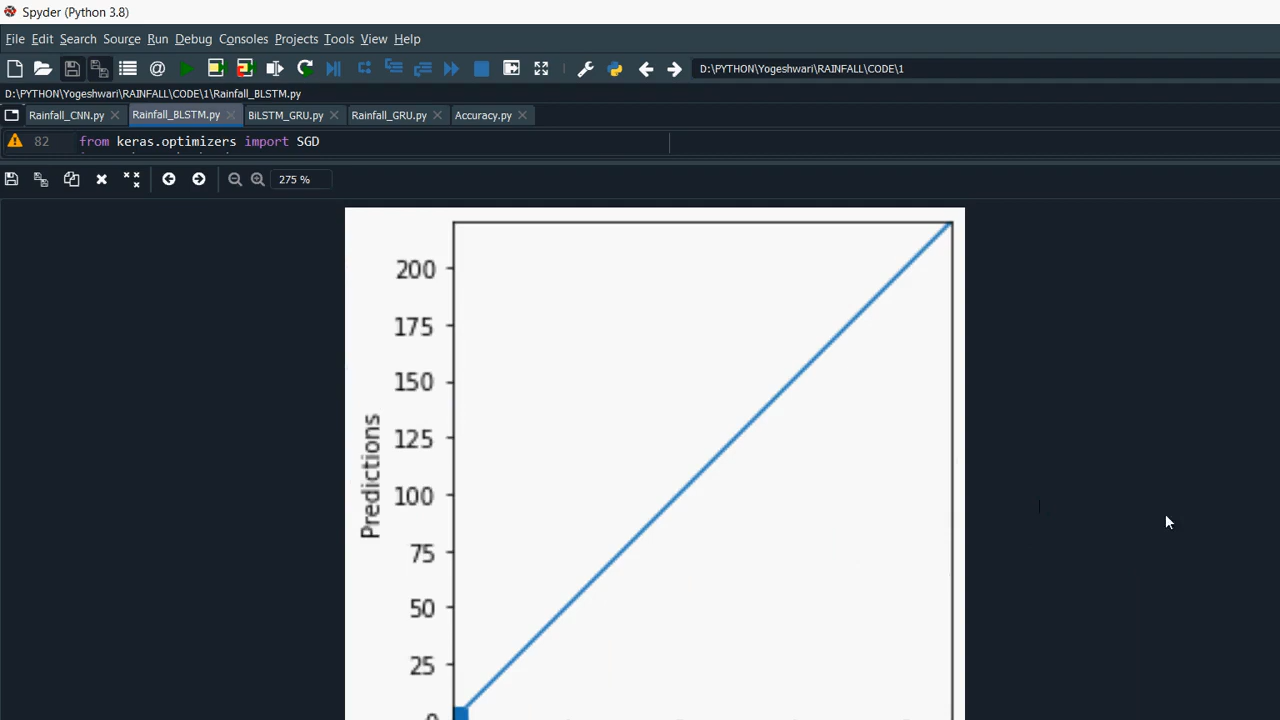 Spyder (Python 3.8)
File Edit Search Source Run Debug Consoles Projects Tools View Help
D:\PYTHON\Yogeshwari\RAINFALL\CODE\1
D:\PYTHON\Yogeshwari\RAINFALL\CODE\1\Rainfall_BLSTM.py
Rainfall_CNN.py Rainfall_BLSTM.py BiLSTM_GRU.py Rainfall_GRU.py Accuracy.py
82 from keras.optimizers import SGD
275 %
200
175
150
125
Predictions
100
75
50
25
0